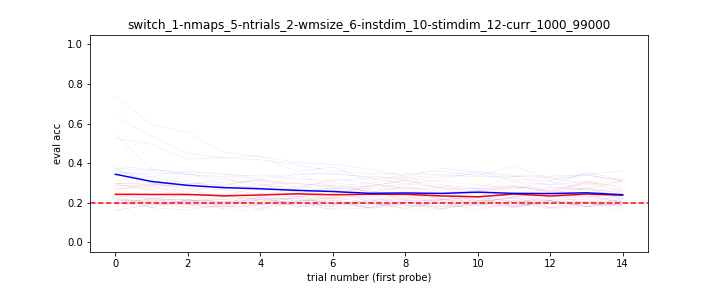 switch_1-nmaps_5-ntrials_2-wmsize_6-instdim_10-stimdim_12-curr_1000_99000
1.0
0.8
0.6
0.4
0.2
0.0
eval acc
0 2 4 6 8 10 12 14
trial number (first probe)